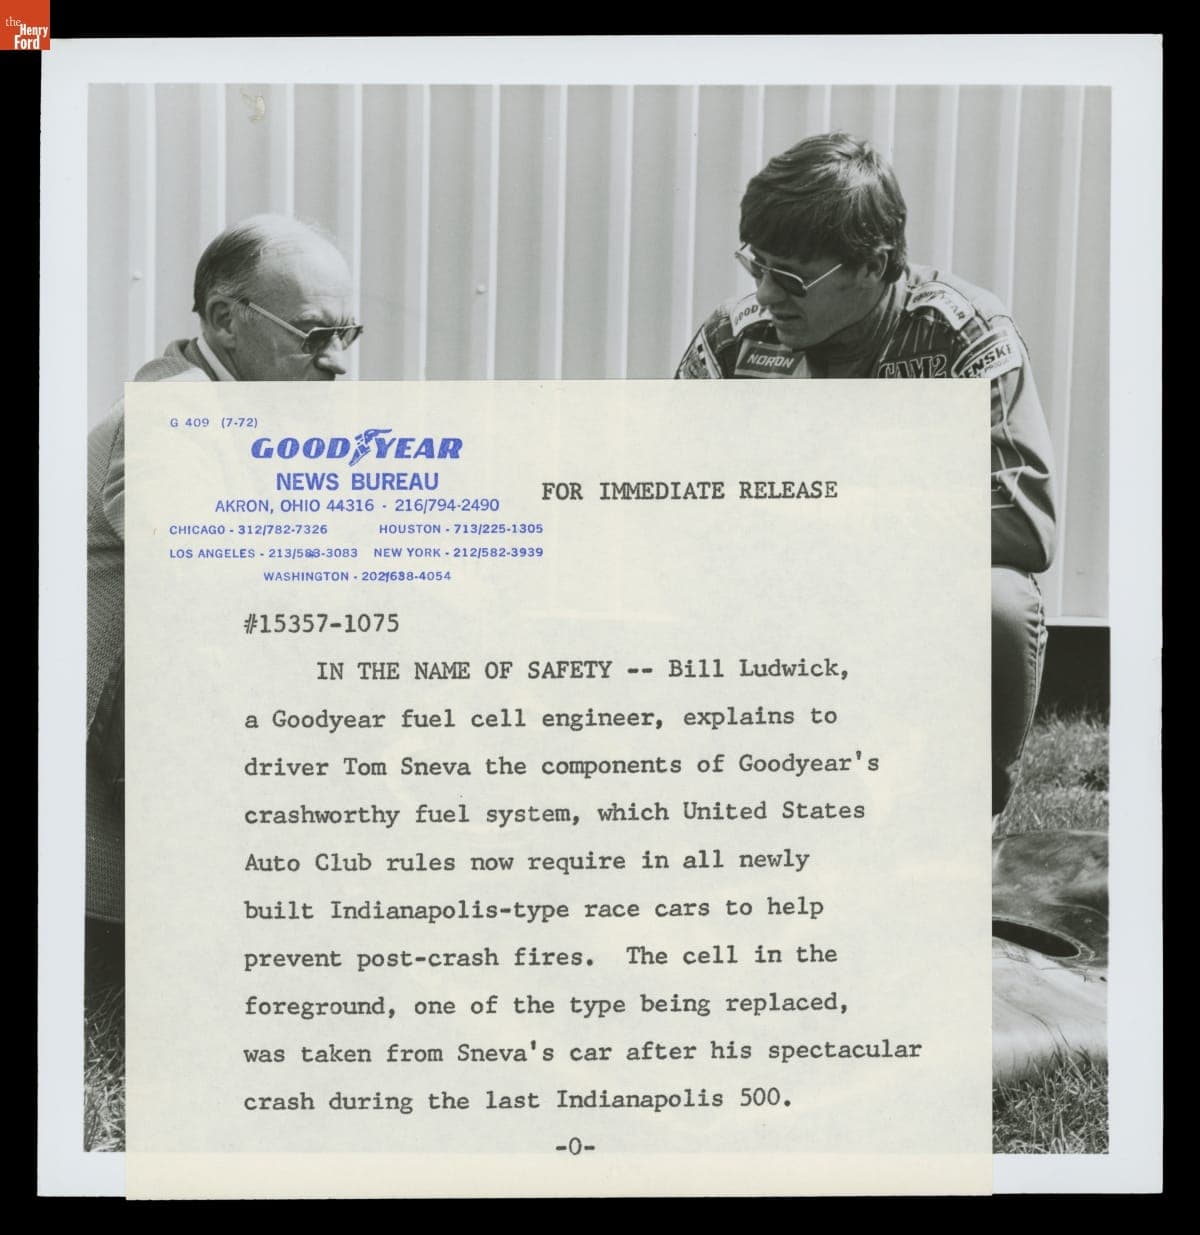 the
Henry
Ford
GOOD
GOODYEAR
NORTON
CAM2
PENSKE
G 409 (7-72)
GOODYEAR
NEWS BUREAU
AKRON, OHIO 44316 - 216/794-2490
FOR IMMEDIATE RELEASE
CHICAGO - 312/782-7326 HOUSTON - 713/225-1305
LOS ANGELES - 213/583-3083 NEW YORK - 212/582-3939
WASHINGTON - 202/638-4054
#15357-1075
IN THE NAME OF SAFETY -- Bill Ludwick,
a Goodyear fuel cell engineer, explains to
driver Tom Sneva the components of Goodyear's
crashworthy fuel system, which United States
Auto Club rules now require in all newly
built Indianapolis-type race cars to help
prevent post-crash fires. The cell in the
foreground, one of the type being replaced,
was taken from Sneva's car after his spectacular
crash during the last Indianapolis 500.
-0-